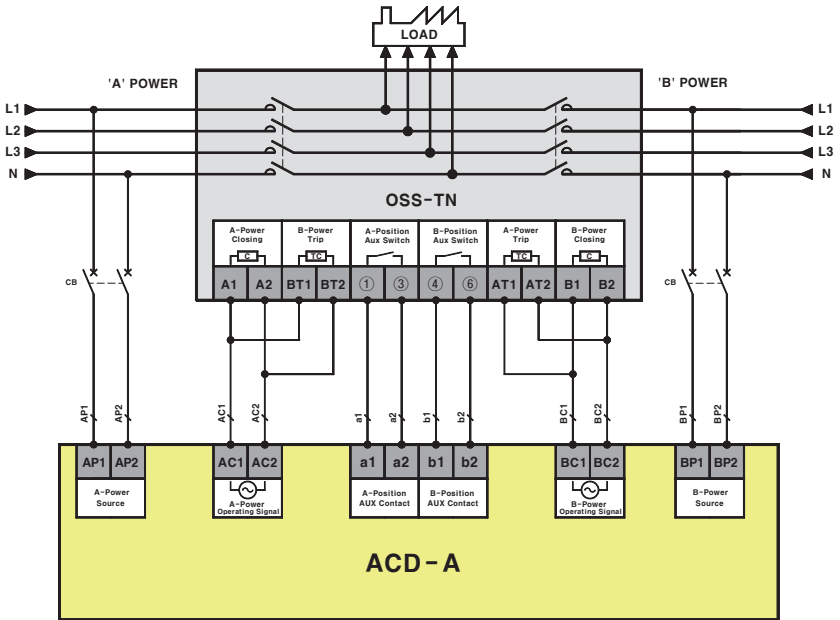 LOAD
'A' POWER
'B' POWER
L1
L1
L2
L2
L3
L3
N
N
OSS-TN
A-Power
Closing
B-Power
Trip
A-Position
Aux Switch
B-Position
Aux Switch
A-Power
Trip
B-Power
Closing
C
TC
TC
C
A1
A2
BT1
BT2
①
③
④
⑥
AT1
AT2
B1
B2
CB
CB
AP1
AP2
AC1
AC2
a1
a2
b1
b2
BC1
BC2
BP1
BP2
AP1
AP2
AC1
AC2
a1
a2
b1
b2
BC1
BC2
BP1
BP2
A-Power
Source
A-Power
Operating Signal
A-Position
AUX Contact
B-Position
AUX Contact
B-Power
Operating Signal
B-Power
Source
ACD-A